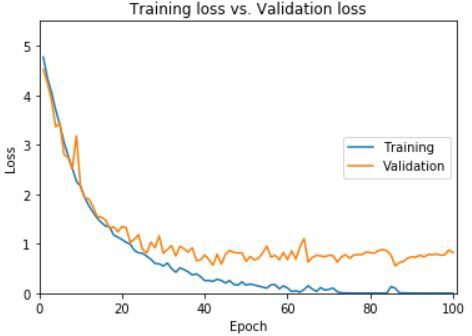 Training loss vs. Validation loss
5
4
3
2
1
0
Loss
Training
Validation
0 20 40 60 80 100
Epoch